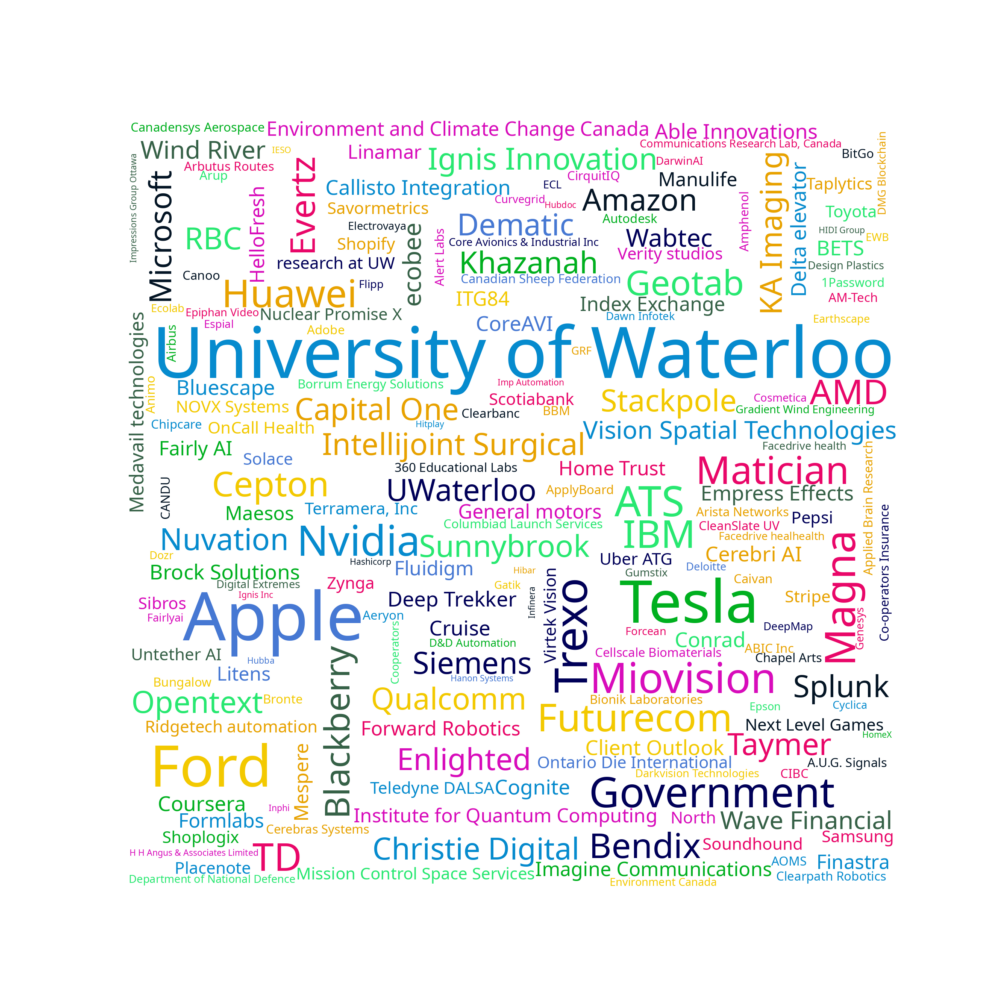 Canadensys Aerospace
Environment and Climate Change Canada
Able Innovations
Wind River
IESO
Linamar
Ignis Innovation
Communications Research Lab, Canada
BitGo
DMG Blockchain
Impressions Group Ottawa
Arbutus Routes
Arup
Microsoft
Evertz
Callisto Integration
ECL
CirquitIQ
DarwinAI
Manulife
KA Imaging
Delta elevator
Taplytics
HelloFresh
Savormetrics
Curvegrid
Hubdoc
Amazon
Amphenol
Toyota
RBC
Electrovaya
Dematic
Autodesk
HIDI Group
EWB
Shopify
ecobee
Alert Labs
Core Avionics & Industrial Inc
Wabtec
BETS
research at UW
Khazanah
Verity studios
Design Plastics
Canoo
Flipp
Canadian Sheep Federation
Geotab
1Password
Huawei
ITG84
Index Exchange
AM-Tech
Ecolab
Epiphan Video
Nuclear Promise X
Dawn Infotek
Earthscape
Espial
Adobe
CoreAVI
Medavail technologies
Airbus
University of Waterloo
GRF
Animo
Bluescape
Borrum Energy Solutions
Imp Automation
AMD
NOVX Systems
Capital One
Scotiabank
Stackpole
Cosmetica
Clearbanc
BBM
Gradient Wind Engineering
Chipcare
OnCall Health
Hitplay
Vision Spatial Technologies
Fairly AI
Intellijoint Surgical
Facedrive health
Solace
360 Educational Labs
Home Trust
Matician
Applied Brain Research
CANDU
Cepton
UWaterloo
ApplyBoard
ATS
Empress Effects
Maesos
Terramera, Inc
General motors
Arista Networks
Pepsi
Columbiad Launch Services
IBM
CleanSlate UV
Co-operators Insurance
Nuvation
Nvidia
Sunnybrook
Facedrive healhealth
Dozr
Hashicorp
Uber ATG
Cerebri AI
Magna
Brock Solutions
Fluidigm
Hibar
Gumstix
Deloitte
Digital Extremes
Zynga
Gatik
Caivan
Ignis Inc
Infinera
Virtek Vision
Trexo
Tesla
Stripe
Sibros
Apple
Deep Trekker
Fairlyai
Aeryon
Cruise
Forcean
DeepMap
Genesys
Cooperators
D&D Automation
Conrad
ABIC Inc
Untether AI
Hubba
Siemens
Cellscale Biomaterials
Chapel Arts
Litens
Blackberry
Hanon Systems
Miovision
Splunk
Bungalow
Opentext
Bronte
Qualcomm
Bionik Laboratories
Epson
Cyclica
Ridgetech automation
Forward Robotics
Futurecom
Next Level Games
HomeX
Ford
Mespere
Enlighted
Client Outlook
Taymer
Ontario Die International
A.U.G. Signals
Darkvision Technologies
CIBC
Coursera
Inphi
Teledyne DALSA
Cognite
Government
Formlabs
Institute for Quantum Computing
North
Wave Financial
Shoplogix
Cerebras Systems
Samsung
H H Angus & Associates Limited
TD
Christie Digital
Bendix
Soundhound
Placenote
AOMS
Finastra
Department of National Defence
Mission Control Space Services
Imagine Communications
Clearpath Robotics
Environment Canada